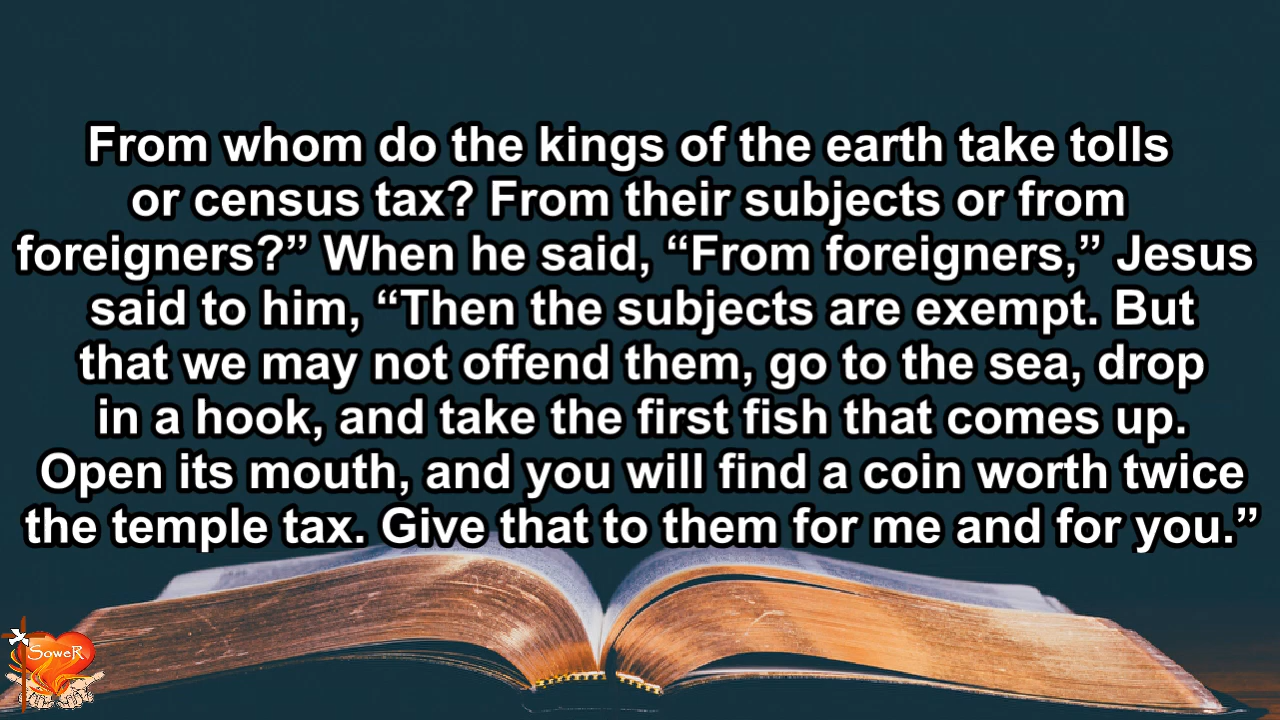 From whom do the kings of the earth take tolls
or census tax? From their subjects or from
foreigners?” When he said, “From foreigners,” Jesus
said to him, “Then the subjects are exempt. But
that we may not offend them, go to the sea, drop
in a hook, and take the first fish that comes up.
Open its mouth, and you will find a coin worth twice
the temple tax. Give that to them for me and for you.”
SoweR